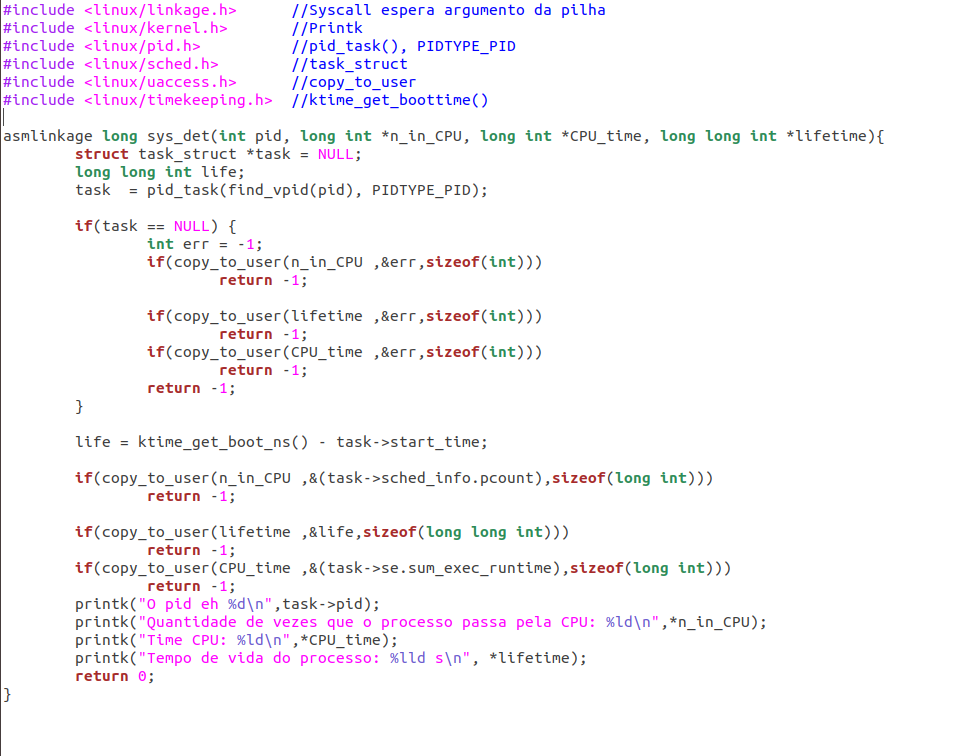 #include <linux/linkage.h>      //Syscall espera argumento da pilha
#include <linux/kernel.h>       //Printk
#include <linux/pid.h>          //pid_task(), PIDTYPE_PID
#include <linux/sched.h>        //task_struct
#include <linux/uaccess.h>      //copy_to_user
#include <linux/timekeeping.h>  //ktime_get_boottime()

asmlinkage long sys_det(int pid, long int *n_in_CPU, long int *CPU_time, long long int *lifetime){
        struct task_struct *task = NULL;
        long long int life;
        task  = pid_task(find_vpid(pid), PIDTYPE_PID);

        if(task == NULL) {
                int err = -1;
                if(copy_to_user(n_in_CPU ,&err,sizeof(int)))
                        return -1;

                if(copy_to_user(lifetime ,&err,sizeof(int)))
                        return -1;
                if(copy_to_user(CPU_time ,&err,sizeof(int)))
                        return -1;
                return -1;
        }

        life = ktime_get_boot_ns() - task->start_time;

        if(copy_to_user(n_in_CPU ,&(task->sched_info.pcount),sizeof(long int)))
                return -1;

        if(copy_to_user(lifetime ,&life,sizeof(long long int)))
                return -1;
        if(copy_to_user(CPU_time ,&(task->se.sum_exec_runtime),sizeof(long int)))
                return -1;
        printk("O pid eh %d\n",task->pid);
        printk("Quantidade de vezes que o processo passa pela CPU: %ld\n",*n_in_CPU);
        printk("Time CPU: %ld\n",*CPU_time);
        printk("Tempo de vida do processo: %lld s\n", *lifetime);
        return 0;
}